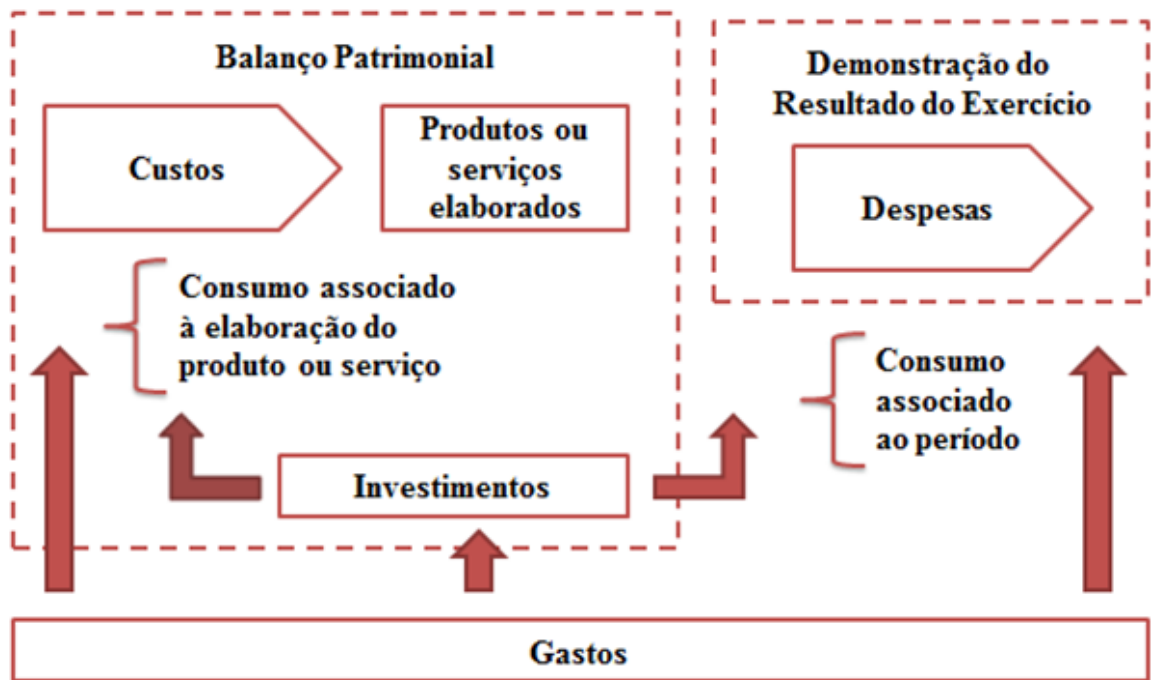 Balanço Patrimonial
Custos
Produtos ou
serviços
elaborados
Consumo associado
à elaboração do
produto ou serviço
Investimentos
Demonstração do
Resultado do Exercício
Despesas
Consumo
associado
ao período
Gastos